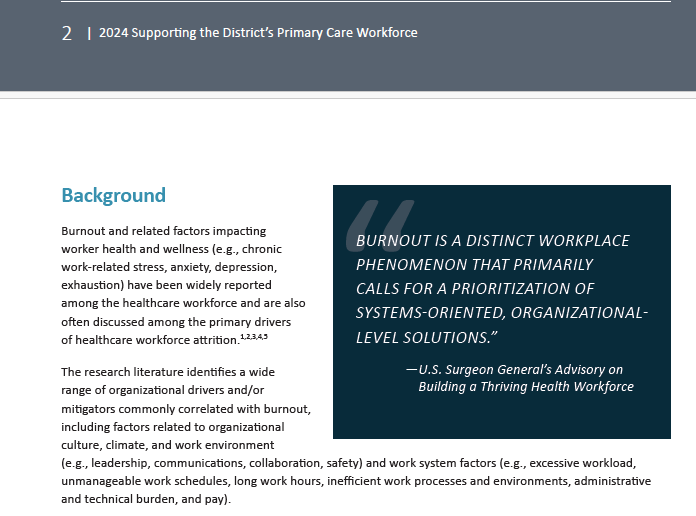 2 | 2024 Supporting the District's Primary Care Workforce
Background
Burnout and related factors impacting
worker health and wellness (e.g., chronic
work-related stress, anxiety, depression,
exhaustion) have been widely reported
among the healthcare workforce and are also
often discussed among the primary drivers
of healthcare workforce attrition.1,2,3,4,5
The research literature identifies a wide
range of organizational drivers and/or
mitigators commonly correlated with burnout,
including factors related to organizational
culture, climate, and work environment
(e.g., leadership, communications, collaboration, safety) and work system factors (e.g., excessive workload,
unmanageable work schedules, long work hours, inefficient work processes and environments, administrative
and technical burden, and pay).
“
BURNOUT IS A DISTINCT WORKPLACE
PHENOMENON THAT PRIMARILY
CALLS FOR A PRIORITIZATION OF
SYSTEMS-ORIENTED, ORGANIZATIONAL-
LEVEL SOLUTIONS.”
—U.S. Surgeon General's Advisory on
Building a Thriving Health Workforce